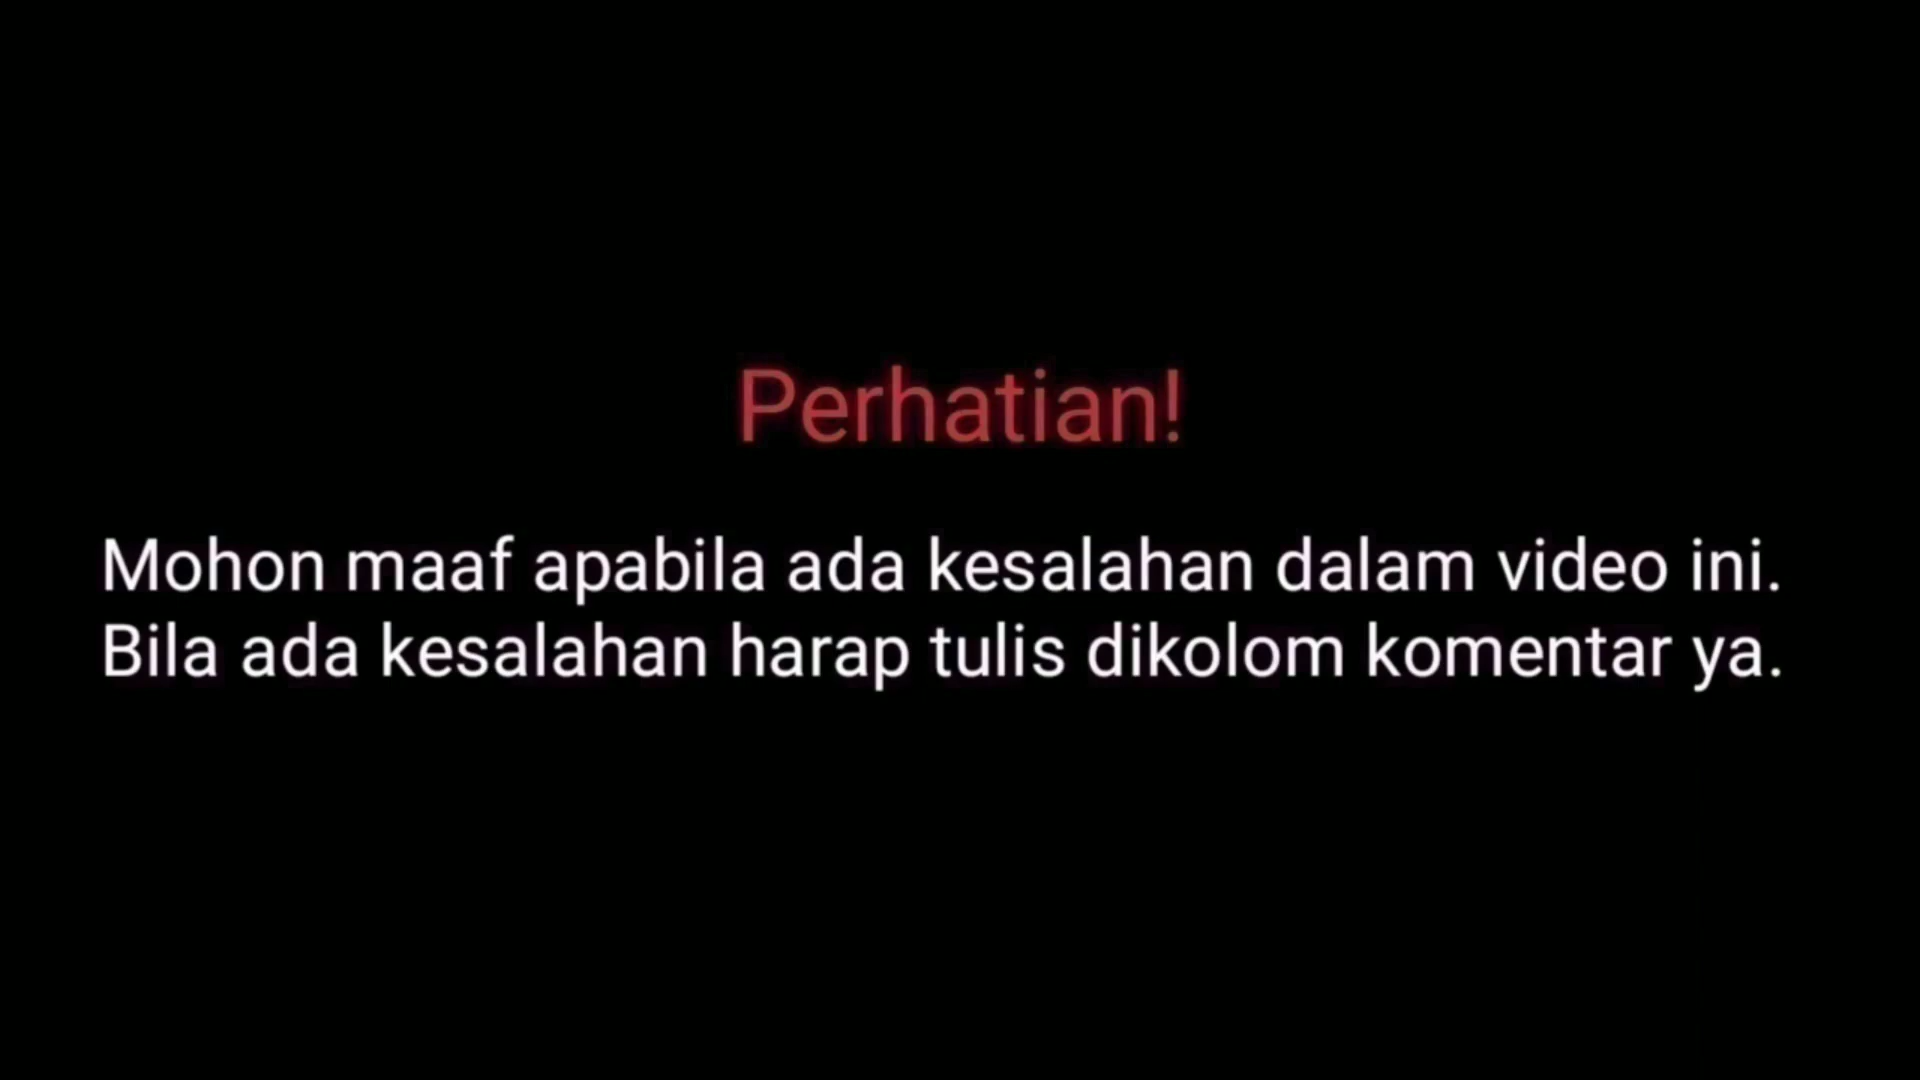 Perhatian!
Mohon maaf apabila ada kesalahan dalam video ini.
Bila ada kesalahan harap tulis dikolom komentar ya.